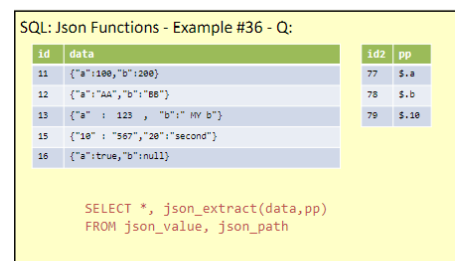 SQL: Json Functions - Example #36 - Q:
id data
11 {"a":100,"b":200}
12 {"a":"AA","b":"BB"}
13 {"a" : 123 , "b":" MY b"}
15 {"10" : "567","20":"second"}
16 {"a":true,"b":null}
id2 pp
77 $.a
78 $.b
79 $.10
SELECT *, json_extract(data,pp)
FROM json_value, json_path